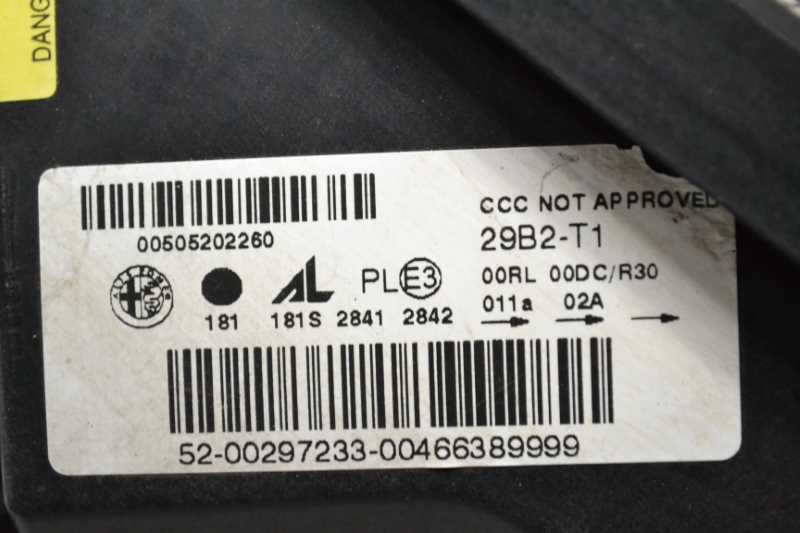 DANG
CCC NOT APPROVED
00505202260
29B2-T1
PL E3
00RL 00DC/R30
181 181S 2841 2842
011a 02A
52-00297233-00466389999